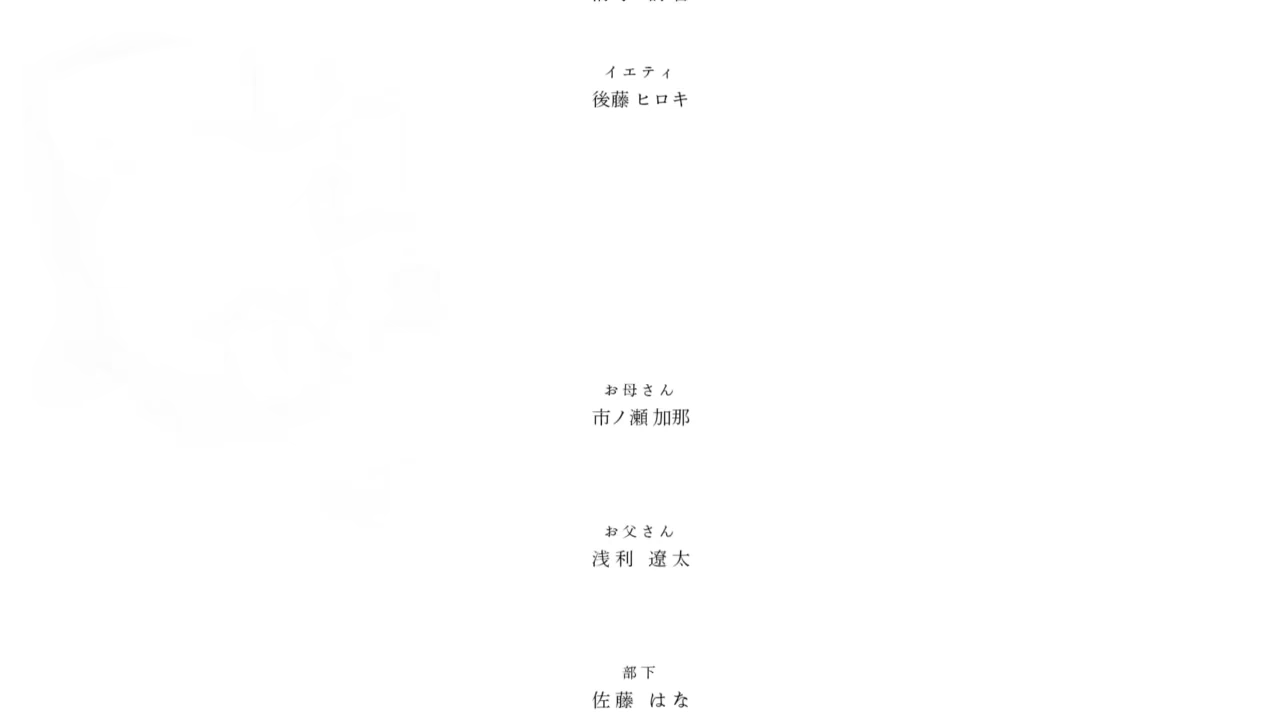 イエティ
後藤 ヒロキ
お母さん
市ノ瀬 加那
お父さん
浅利 遼太
部下
佐藤 はな